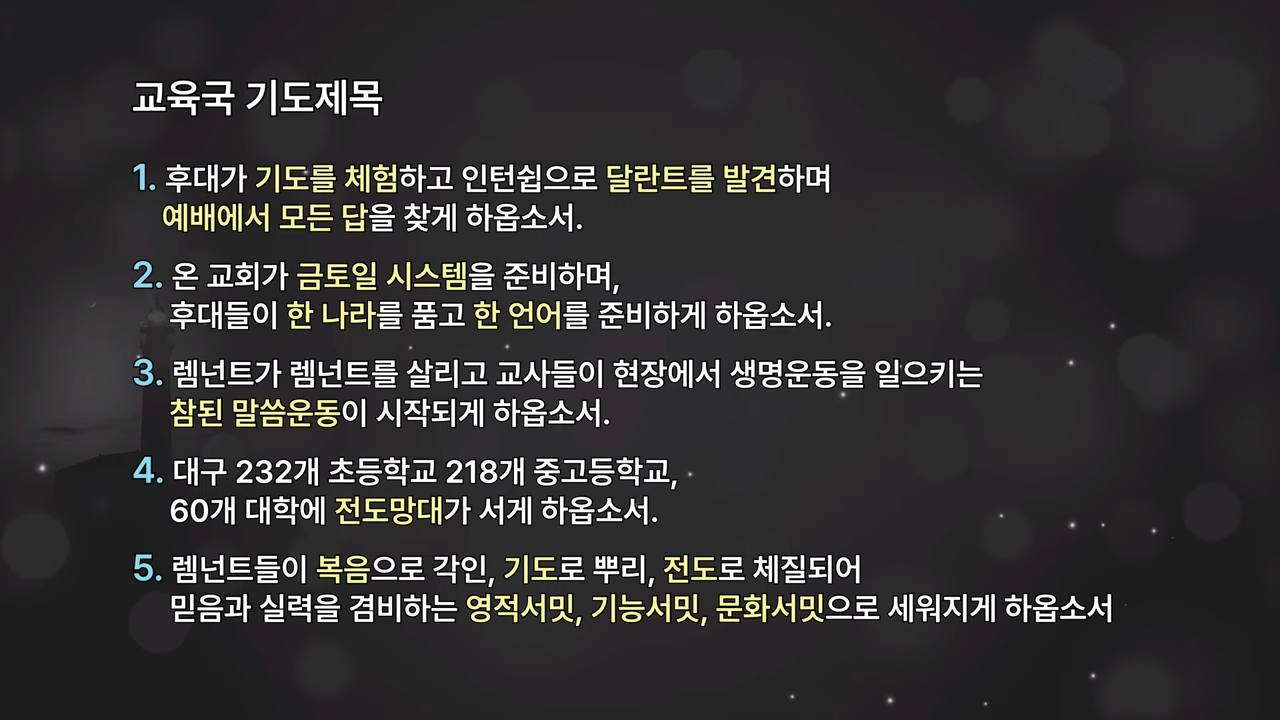 교육국 기도제목
1. 후대가 기도를 체험하고 인턴쉽으로 달란트를 발견하며
예배에서 모든 답을 찾게 하옵소서.
2. 온 교회가 금토일 시스템을 준비하며,
후대들이 한 나라를 품고 한 언어를 준비하게 하옵소서.
3. 렘넌트가 렘넌트를 살리고 교사들이 현장에서 생명운동을 일으키는
참된 말씀운동이 시작되게 하옵소서.
4. 대구 232개 초등학교 218개 중고등학교,
60개 대학에 전도망대가 서게 하옵소서.
5. 렘넌트들이 복음으로 각인, 기도로 뿌리, 전도로 체질되어
믿음과 실력을 겸비하는 영적서밋, 기능서밋, 문화서밋으로 세워지게 하옵소서